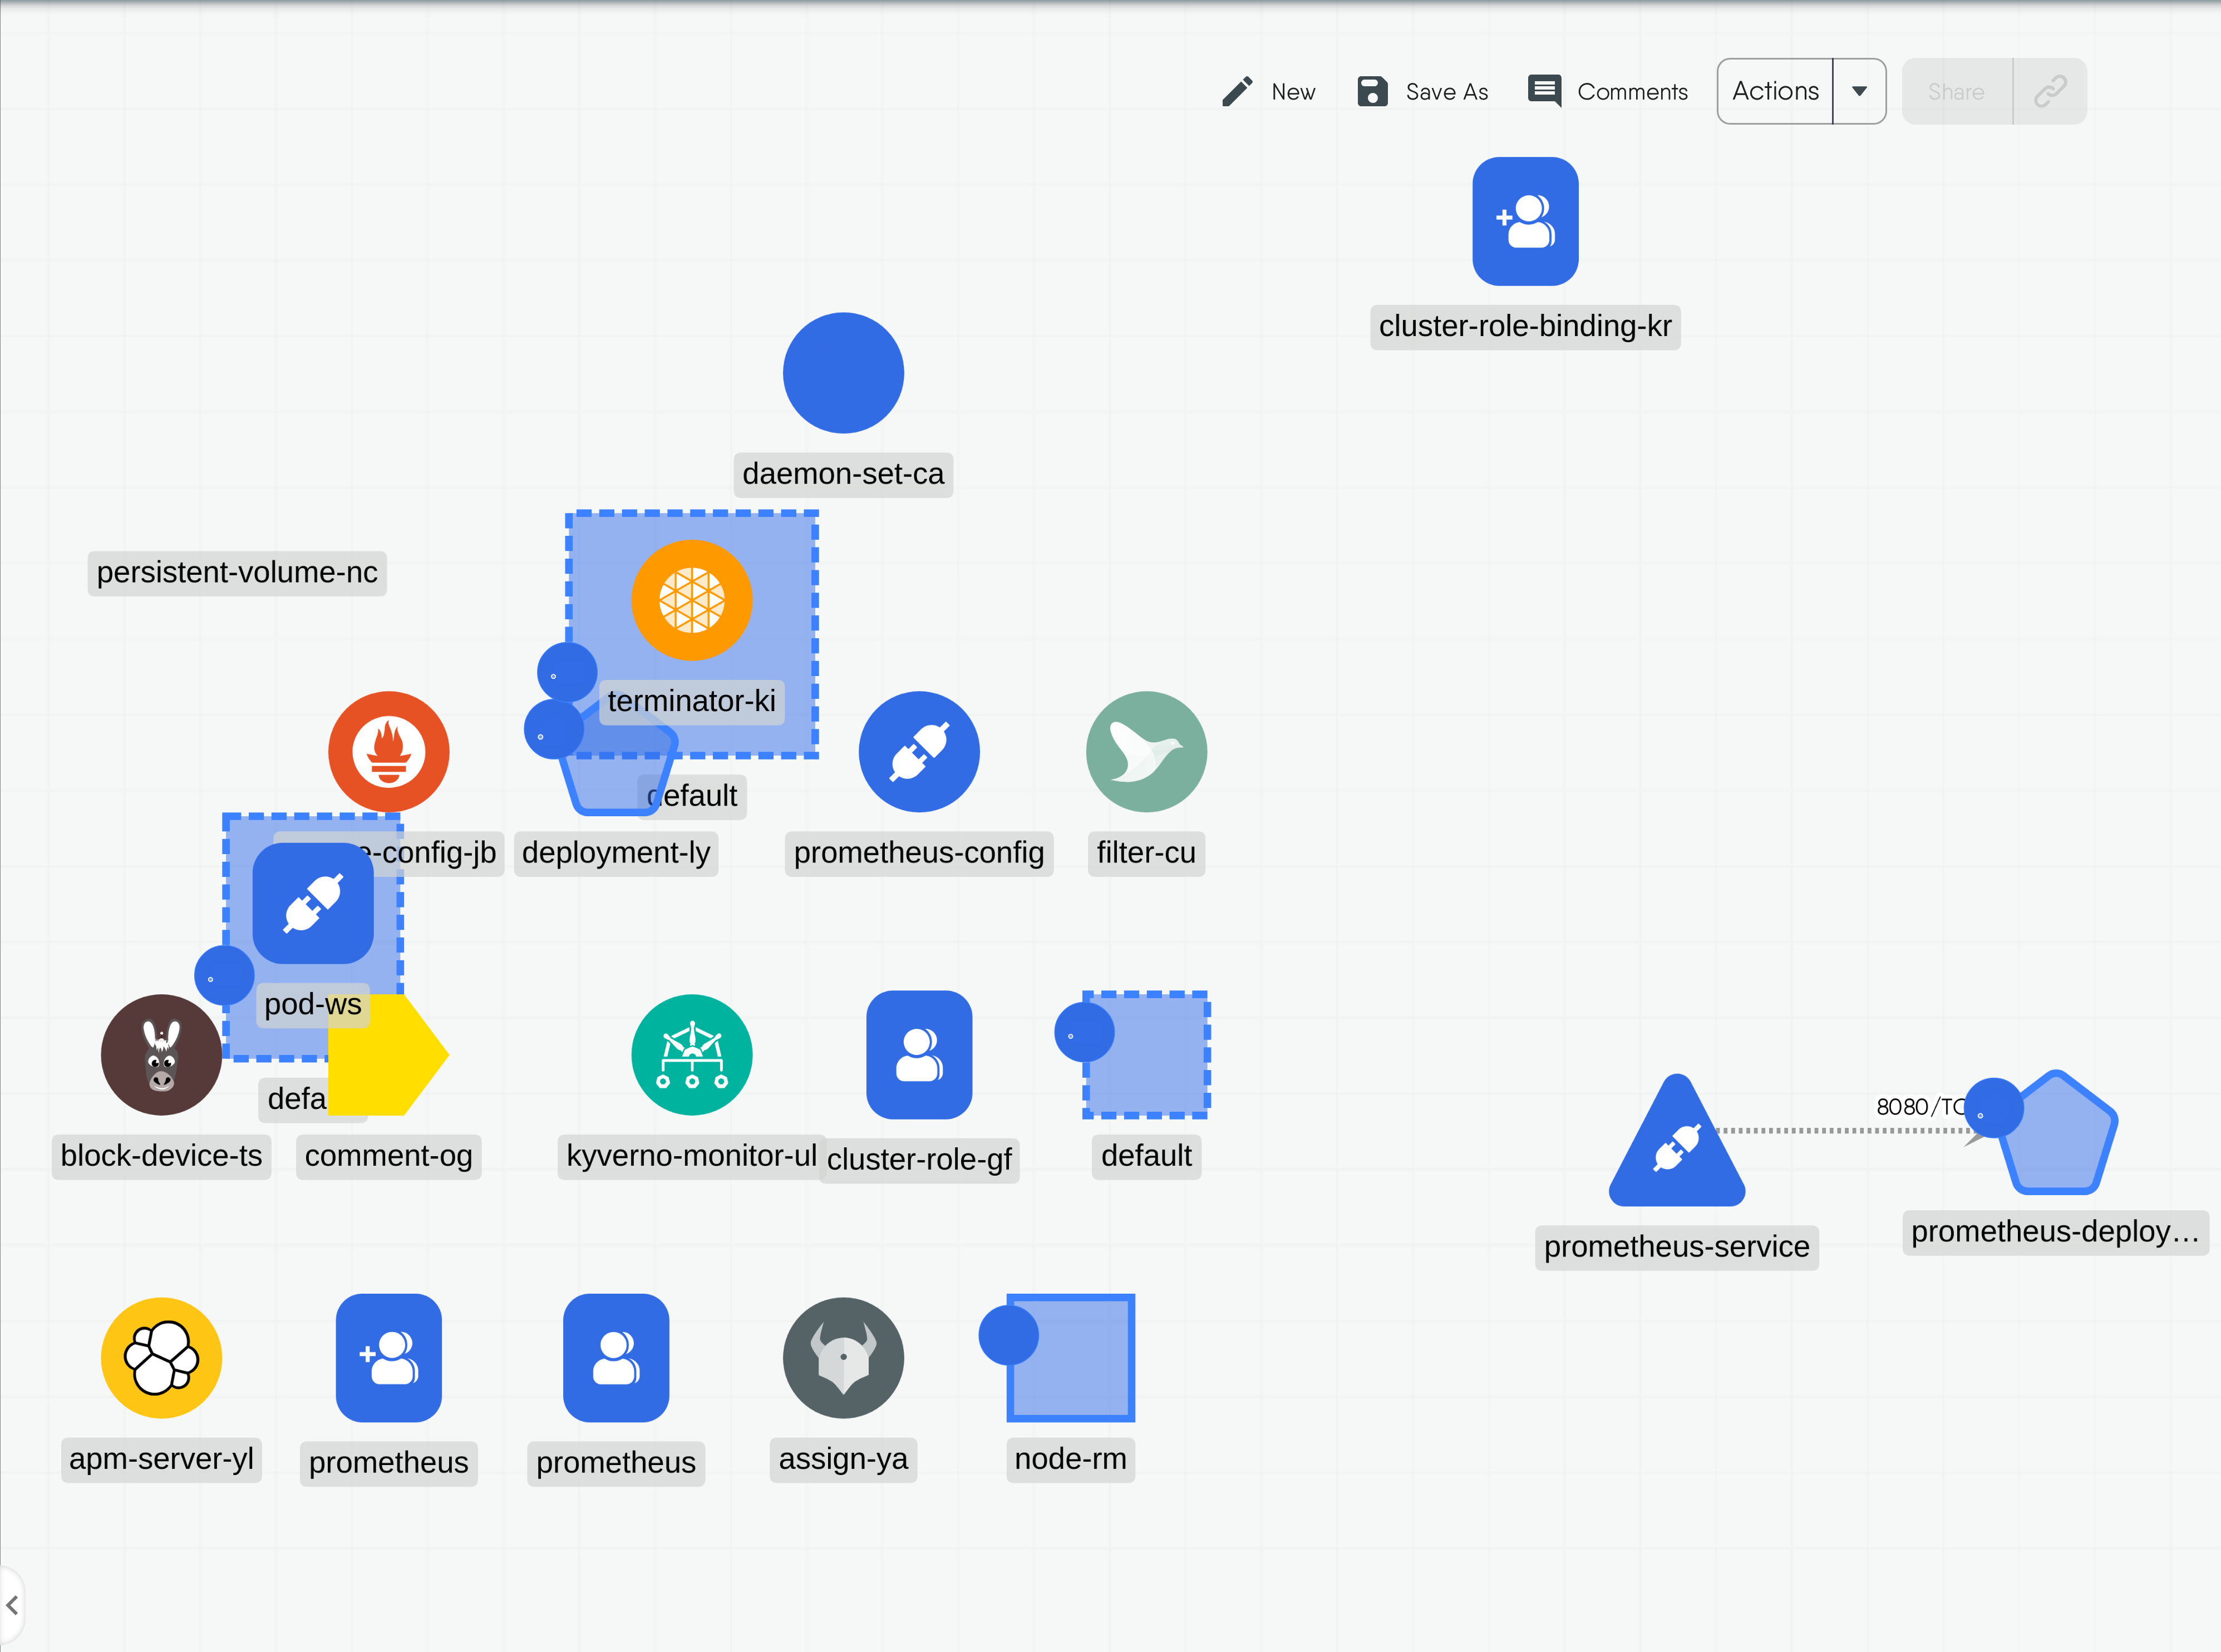 New
Save As
Comments
Actions
Share
cluster-role-binding-kr
daemon-set-ca
persistent-volume-nc
terminator-ki
default
e-config-jb
deployment-ly
prometheus-config
filter-cu
pod-ws
defa
8080/TC
block-device-ts
comment-og
kyverno-monitor-ul
cluster-role-gf
default
prometheus-service
prometheus-deploy…
apm-server-yl
prometheus
prometheus
assign-ya
node-rm